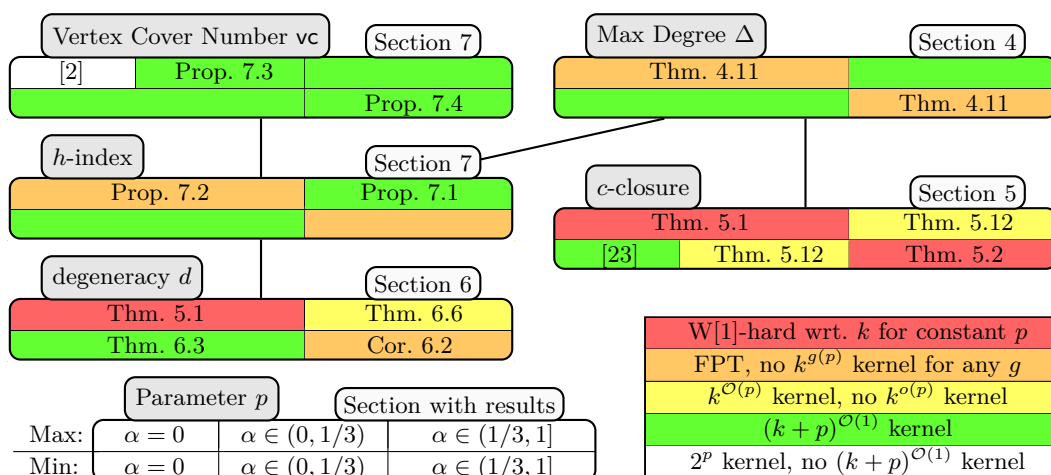 Vertex Cover Number vc Section 7
[2] Prop. 7.3
Prop. 7.4
Max Degree Δ Section 4
Thm. 4.11
Thm. 4.11
h-index Section 7
Prop. 7.2 Prop. 7.1
c-closure Section 5
Thm. 5.1 Thm. 5.12
[23] Thm. 5.12 Thm. 5.2
degeneracy d Section 6
Thm. 5.1 Thm. 6.6
Thm. 6.3 Cor. 6.2
Parameter p Section with results
Max: α = 0 α ∈ (0, 1/3) α ∈ (1/3, 1]
Min: α = 0 α ∈ (0, 1/3) α ∈ (1/3, 1]
W[1]-hard wrt. k for constant p
FPT, no k^{g(p)} kernel for any g
k^{𝒪(p)} kernel, no k^{o(p)} kernel
(k + p)^{𝒪(1)} kernel
2^p kernel, no (k + p)^{𝒪(1)} kernel